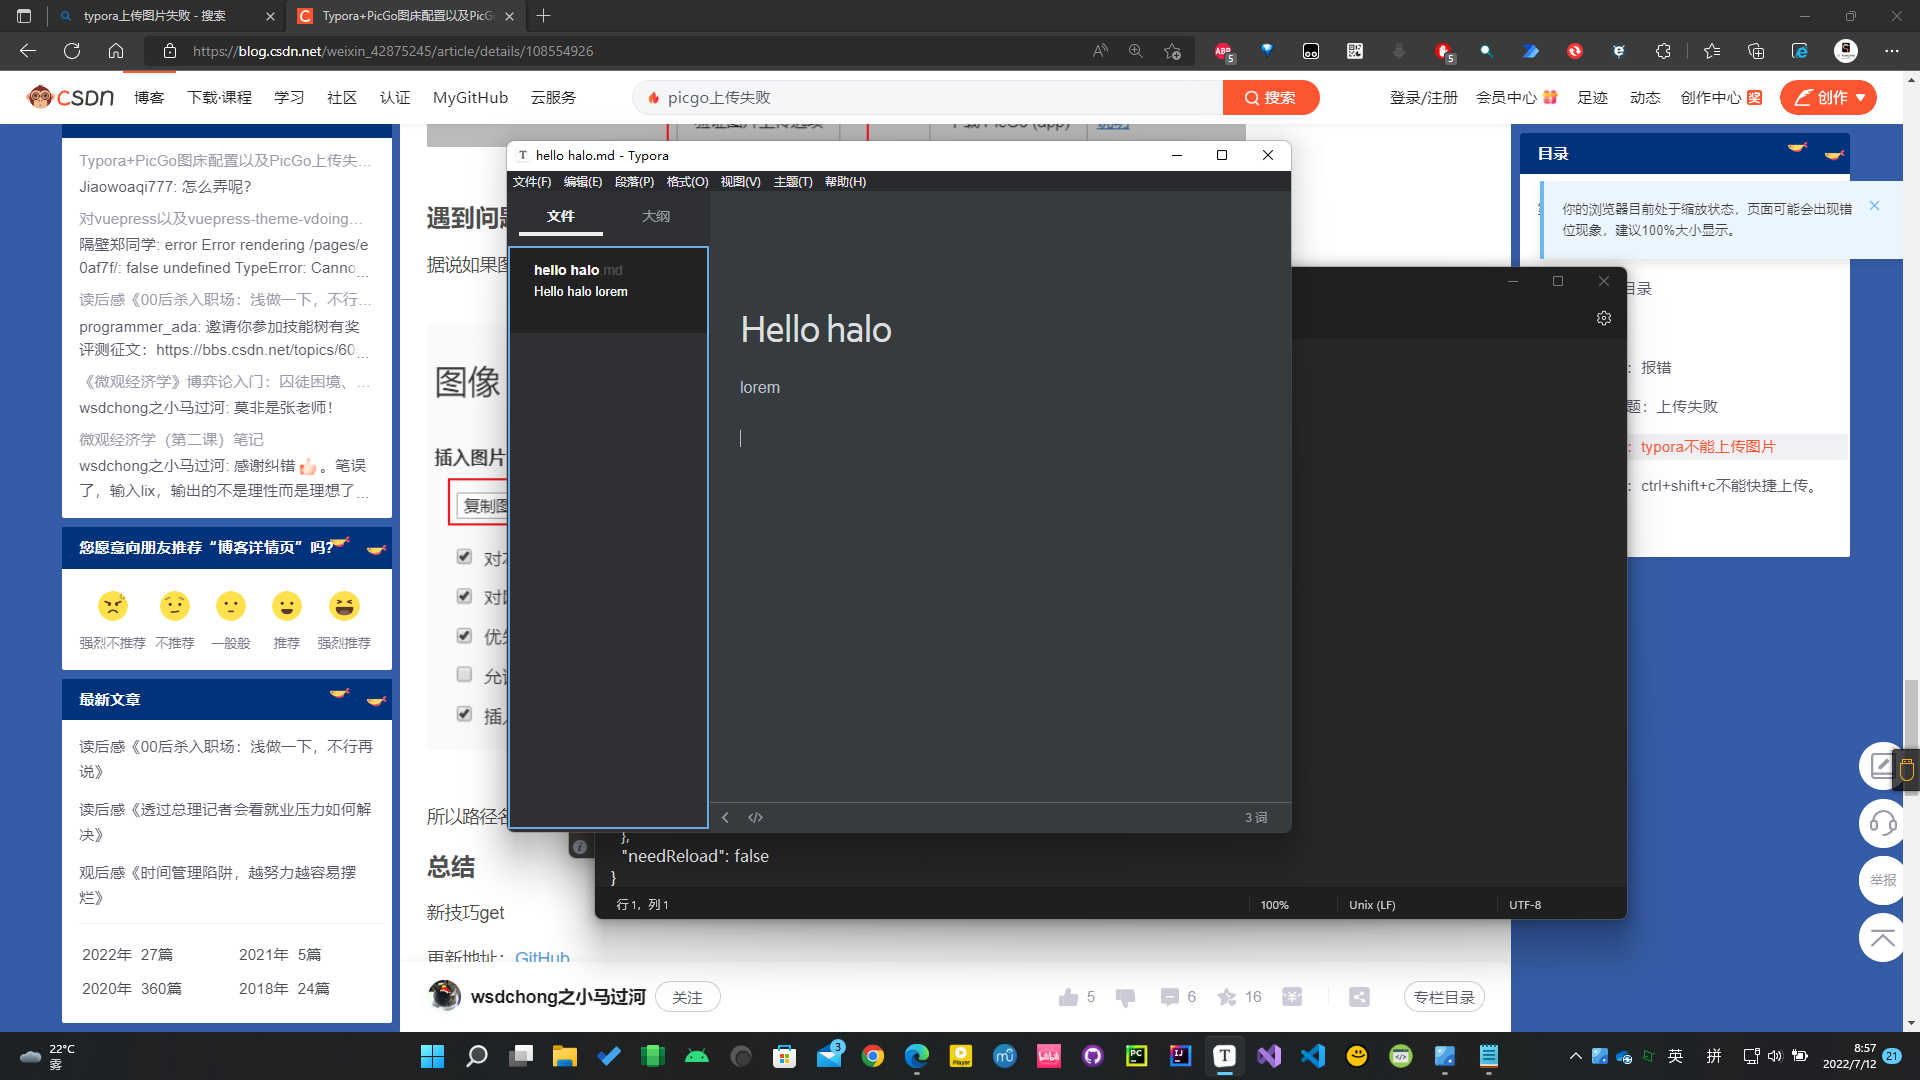 typora上传图片失败 - 搜索
Typora+PicGo图床配置以及PicGo
https://blog.csdn.net/weixin_42875245/article/details/108554926
CSDN
博客
下载·课程
学习
社区
认证
MyGitHub
云服务
picgo上传失败
搜索
登录/注册
会员中心
足迹
动态
创作中心
奖
创作
Typora+PicGo图床配置以及PicGo上传失...
Jiaowoaqi777: 怎么弄呢?
对vuepress以及vuepress-theme-vdoing...
隔壁郑同学: error Error rendering /pages/e
0af7f/: false undefined TypeError: Canno...
读后感《00后杀入职场：浅做一下，不行...
programmer_ada: 邀请你参加技能树有奖
评测征文：https://bbs.csdn.net/topics/60...
《微观经济学》博弈论入门：囚徒困境、...
wsdchong之小马过河: 莫非是张老师!
微观经济学（第二课）笔记
wsdchong之小马过河: 感谢纠错👍。笔误
了，输入lix，输出的不是理性而是理想了...
您愿意向朋友推荐“博客详情页”吗?
强烈不推荐
不推荐
一般般
推荐
强烈推荐
最新文章
读后感《00后杀入职场：浅做一下，不行再
说》
读后感《透过总理记者会看就业压力如何解
决》
观后感《时间管理陷阱，越努力越容易摆
烂》
2022年 27篇
2021年 5篇
2020年 360篇
2018年 24篇
验证图片上传选项
下载 PicGo (app)
说明
遇到问题
据说如果图
图像
插入图片
复制图
对本
对网
优先
允许
插入
所以路径名
总结
新技巧get
更新地址：GitHub
wsdchong之小马过河
关注
5
6
16
专栏目录
hello halo.md - Typora
文件(F)
编辑(E)
段落(P)
格式(O)
视图(V)
主题(T)
帮助(H)
文件
大纲
hello halo md
Hello halo lorem
Hello halo
lorem
3 词
},
"needReload": false
}
行 1，列 1
100%
Unix (LF)
UTF-8
目录
你的浏览器目前处于缩放状态，页面可能会出现错
位现象，建议100%大小显示。
目录
：报错
题：上传失败
：typora不能上传图片
：ctrl+shift+c不能快捷上传。
举报
22°C
雾
3
英
拼
8:57
2022/7/12
21